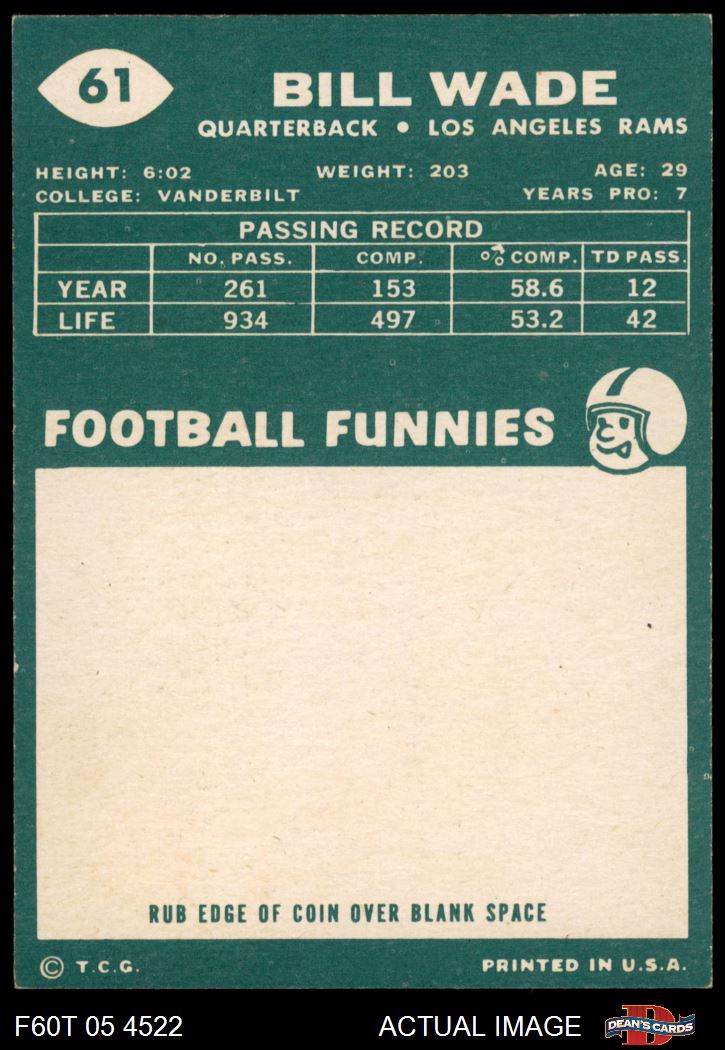 61
BILL WADE
QUARTERBACK • LOS ANGELES RAMS
HEIGHT: 6:02 WEIGHT: 203 AGE: 29
COLLEGE: VANDERBILT YEARS PRO: 7
PASSING RECORD
NO. PASS. COMP. % COMP. TD PASS.
YEAR 261 153 58.6 12
LIFE 934 497 53.2 42
FOOTBALL FUNNIES
RUB EDGE OF COIN OVER BLANK SPACE
© T.C.G. PRINTED IN U.S.A.
F60T 05 4522 ACTUAL IMAGE
D
DEAN'S CARDS